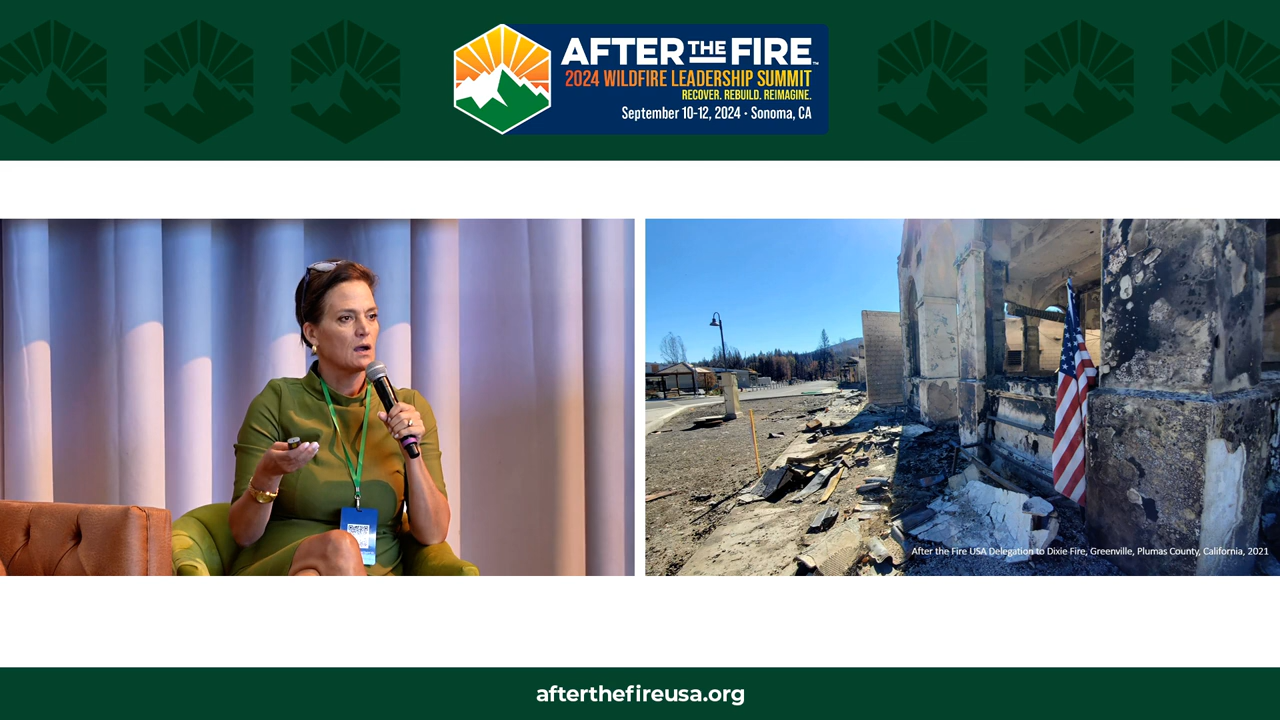 AFTER THE FIRE™
2024 WILDFIRE LEADERSHIP SUMMIT
RECOVER. REBUILD. REIMAGINE.
September 10-12, 2024 · Sonoma, CA
After the Fire USA Delegation to Dixie Fire, Greenville, Plumas County, California, 2021
afterthefireusa.org